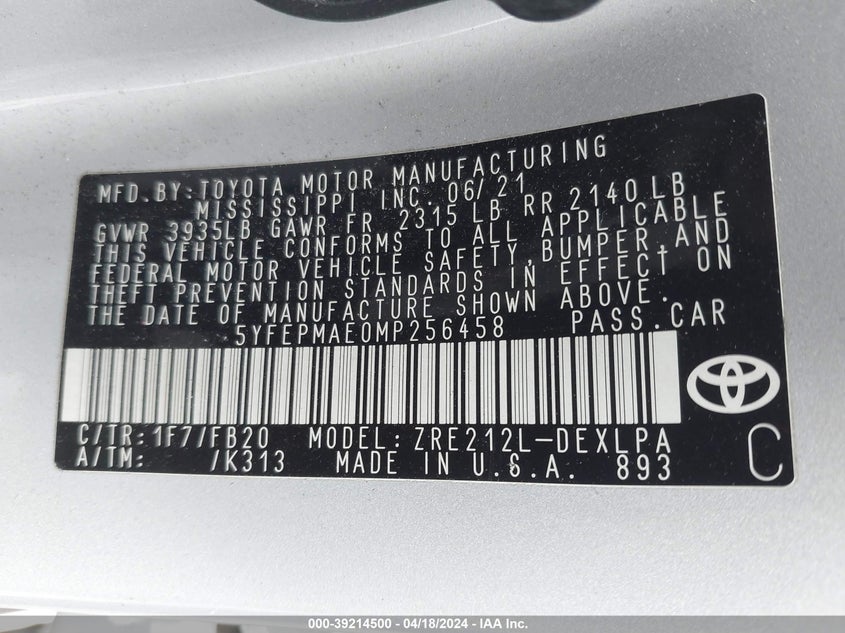 MFD.BY:TOYOTA MOTOR MANUFACTURING
MISSISSIPPI INC. 06/21
GVWR 3935LB GAWR FR 2315 LB RR 2140 LB
THIS VEHICLE CONFORMS TO ALL APPLICABLE
FEDERAL MOTOR VEHICLE SAFETY,BUMPER,AND
THEFT PREVENTION STANDARDS IN EFFECT ON
THE DATE OF MANUFACTURE SHOWN ABOVE.
5YFEPMAE0MP256458 PASS.CAR
C/TR:1F7/FB20 MODEL: ZRE212L-DEXLPA
A/TM: /K313 MADE IN U.S.A. 893 C
000-39214500 | 04/18/2024 - IAA Inc.